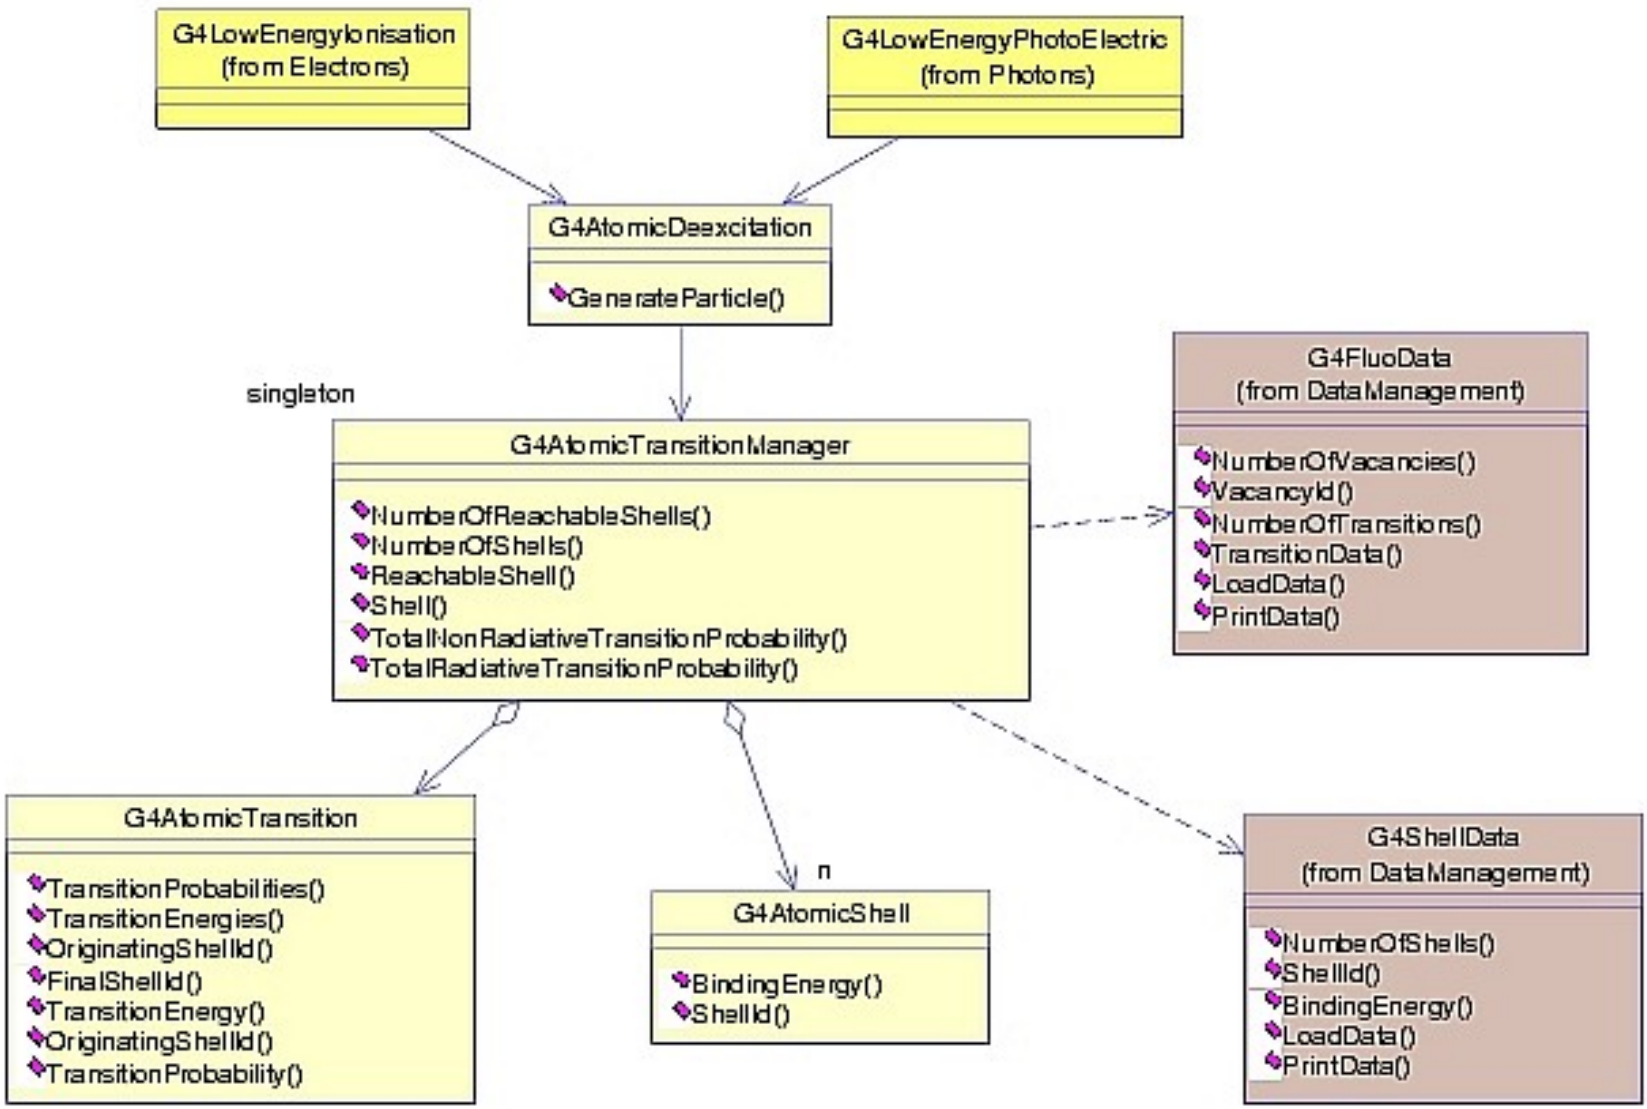 G4LowEnergyIonisation
(from Electrons)
G4LowEnergyPhotoElectric
(from Photons)
G4AtomicDeexcitation
GenerateParticle()
singleton
G4AtomicTransitionManager
NumberOfReachableShells()
NumberOfShells()
ReachableShell()
Shell()
TotalNonRadiativeTransitionProbability()
TotalRadiativeTransitionProbability()
G4FluoData
(from DataManagement)
NumberOfVacancies()
VacancyId()
NumberOfTransitions()
TransitionData()
LoadData()
PrintData()
G4AtomicTransition
TransitionProbabilities()
TransitionEnergies()
OriginatingShellId()
FinalShellId()
TransitionEnergy()
OriginatingShellId()
TransitionProbability()
n
G4AtomicShell
BindingEnergy()
ShellId()
G4ShellData
(from DataManagement)
NumberOfShells()
ShellId()
BindingEnergy()
LoadData()
PrintData()